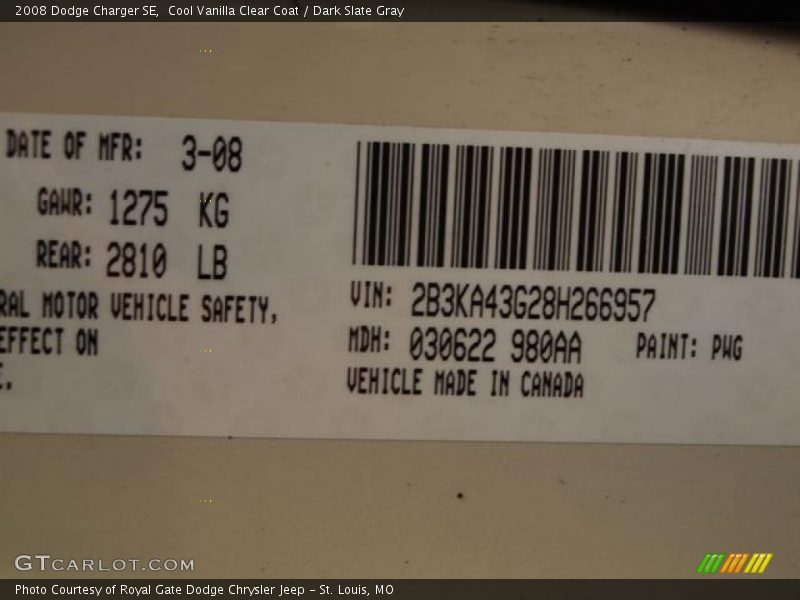 2008 Dodge Charger SE,  Cool Vanilla Clear Coat / Dark Slate Gray
DATE OF MFR: 3-08
GAWR: 1275 KG
REAR: 2810 LB
RAL MOTOR VEHICLE SAFETY,
EFFECT ON
VIN: 2B3KA43G28H266957
MDH: 030622 980AA PAINT: PWG
VEHICLE MADE IN CANADA
GTCARLOT.COM
Photo Courtesy of Royal Gate Dodge Chrysler Jeep - St. Louis, MO